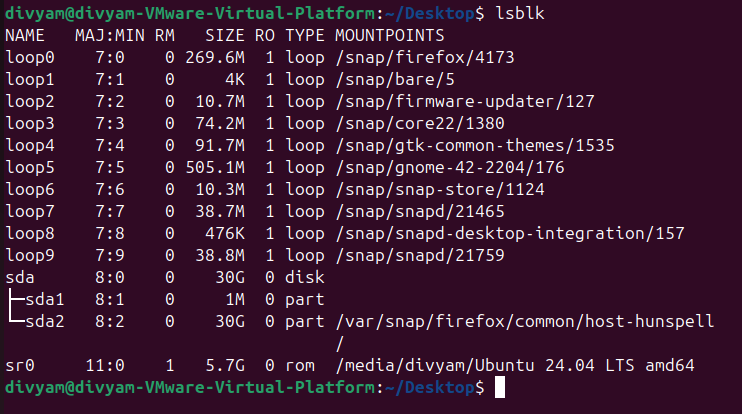 divyam@divyam-VMware-Virtual-Platform:~/Desktop$ lsblk
NAME   MAJ:MIN RM   SIZE RO TYPE MOUNTPOINTS
loop0    7:0    0 269.6M  1 loop /snap/firefox/4173
loop1    7:1    0     4K  1 loop /snap/bare/5
loop2    7:2    0  10.7M  1 loop /snap/firmware-updater/127
loop3    7:3    0  74.2M  1 loop /snap/core22/1380
loop4    7:4    0  91.7M  1 loop /snap/gtk-common-themes/1535
loop5    7:5    0 505.1M  1 loop /snap/gnome-42-2204/176
loop6    7:6    0  10.3M  1 loop /snap/snap-store/1124
loop7    7:7    0  38.7M  1 loop /snap/snapd/21465
loop8    7:8    0   476K  1 loop /snap/snapd-desktop-integration/157
loop9    7:9    0  38.8M  1 loop /snap/snapd/21759
sda      8:0    0    30G  0 disk
├─sda1   8:1    0     1M  0 part
└─sda2   8:2    0    30G  0 part /var/snap/firefox/common/host-hunspell
                                 /
sr0     11:0    1   5.7G  0 rom  /media/divyam/Ubuntu 24.04 LTS amd64
divyam@divyam-VMware-Virtual-Platform:~/Desktop$